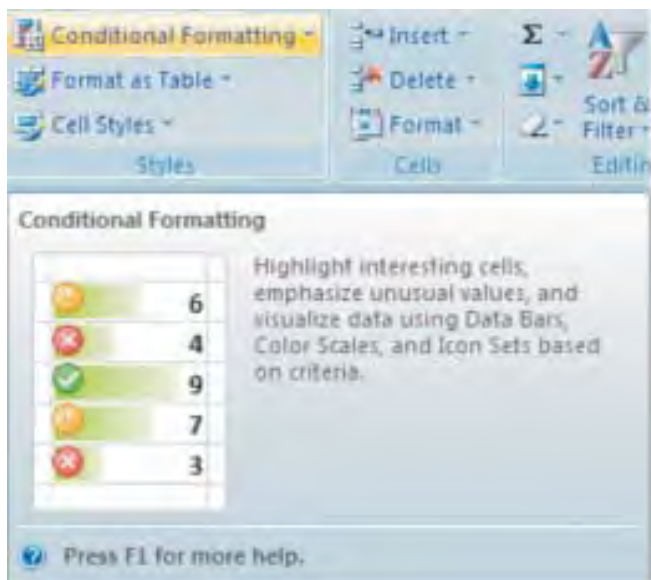 Conditional Formatting
Insert
Σ
Format as Table
Delete
Cell Styles
Format
Sort &
Filter
Styles
Cells
Editin
Conditional Formatting
6
4
9
7
3
Highlight interesting cells,
emphasize unusual values, and
visualize data using Data Bars,
Color Scales, and Icon Sets based
on criteria.
Press F1 for more help.